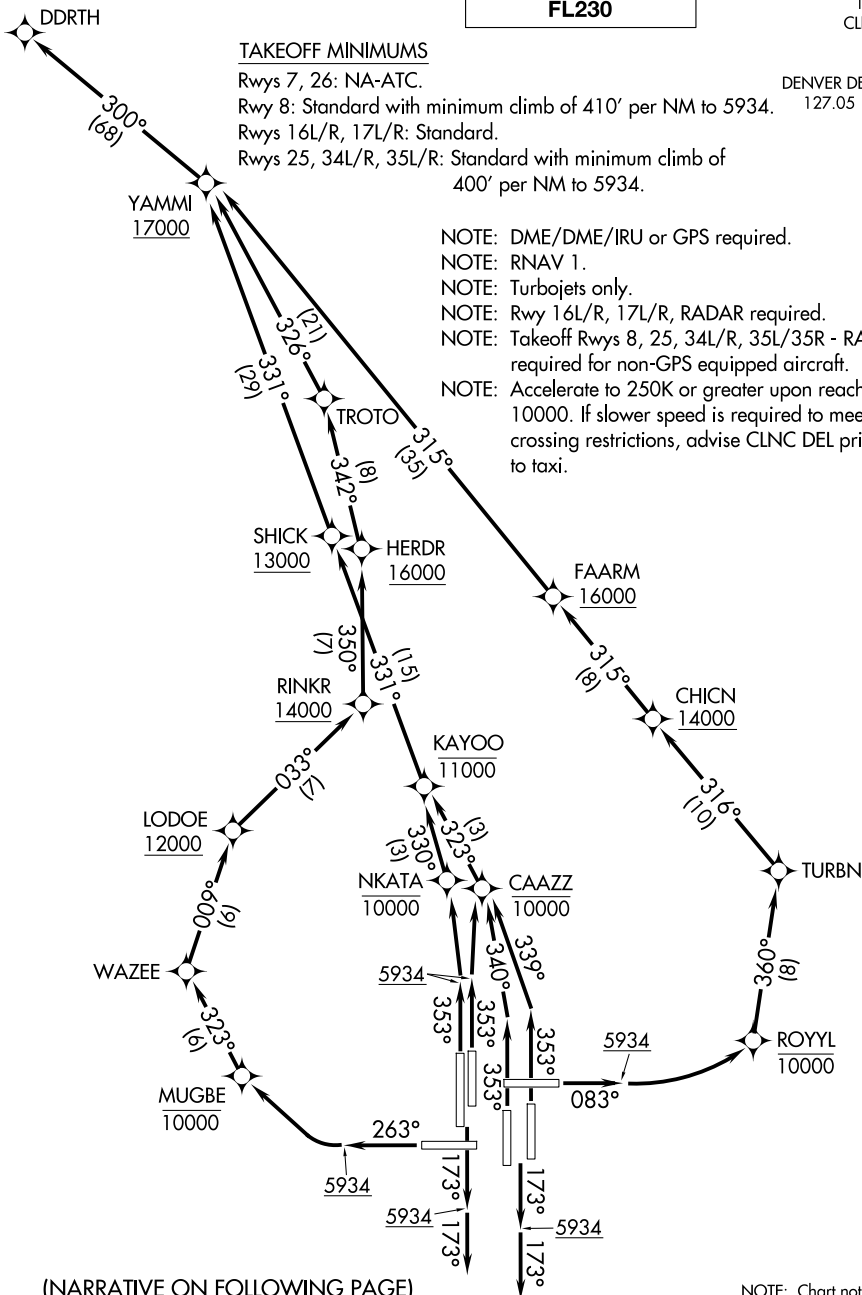 FL230
CL
DENVER DE
127.05
DDRTH
TAKEOFF MINIMUMS
Rwys 7, 26: NA-ATC.
Rwy 8: Standard with minimum climb of 410' per NM to 5934.
Rwys 16L/R, 17L/R: Standard.
Rwys 25, 34L/R, 35L/R: Standard with minimum climb of
400' per NM to 5934.
300°
(68)
YAMMI
17000
NOTE: DME/DME/IRU or GPS required.
NOTE: RNAV 1.
NOTE: Turbojets only.
NOTE: Rwy 16L/R, 17L/R, RADAR required.
NOTE: Takeoff Rwys 8, 25, 34L/R, 35L/35R - RA
required for non-GPS equipped aircraft.
NOTE: Accelerate to 250K or greater upon reach
10000. If slower speed is required to mee
crossing restrictions, advise CLNC DEL pri
to taxi.
(21)
326°
331°
(29)
TROTO
315°
(35)
(8)
342°
SHICK
13000
HERDR
16000
FAARM
16000
350°
(7)
(15)
331°
315°
(8)
RINKR
14000
CHICN
14000
KAYOO
11000
033°
(7)
316°
(10)
LODOE
12000
330°
(3)
323°
(3)
TURBN
NKATA
10000
CAAZZ
10000
009°
(6)
340°
339°
360°
(8)
WAZEE
5934
323°
(6)
353°
353°
353°
353°
5934
ROYYL
10000
083°
MUGBE
10000
263°
5934
173°
173°
5934
5934
173°
173°
(NARRATIVE ON FOLLOWING PAGE)
NOTE: Chart not